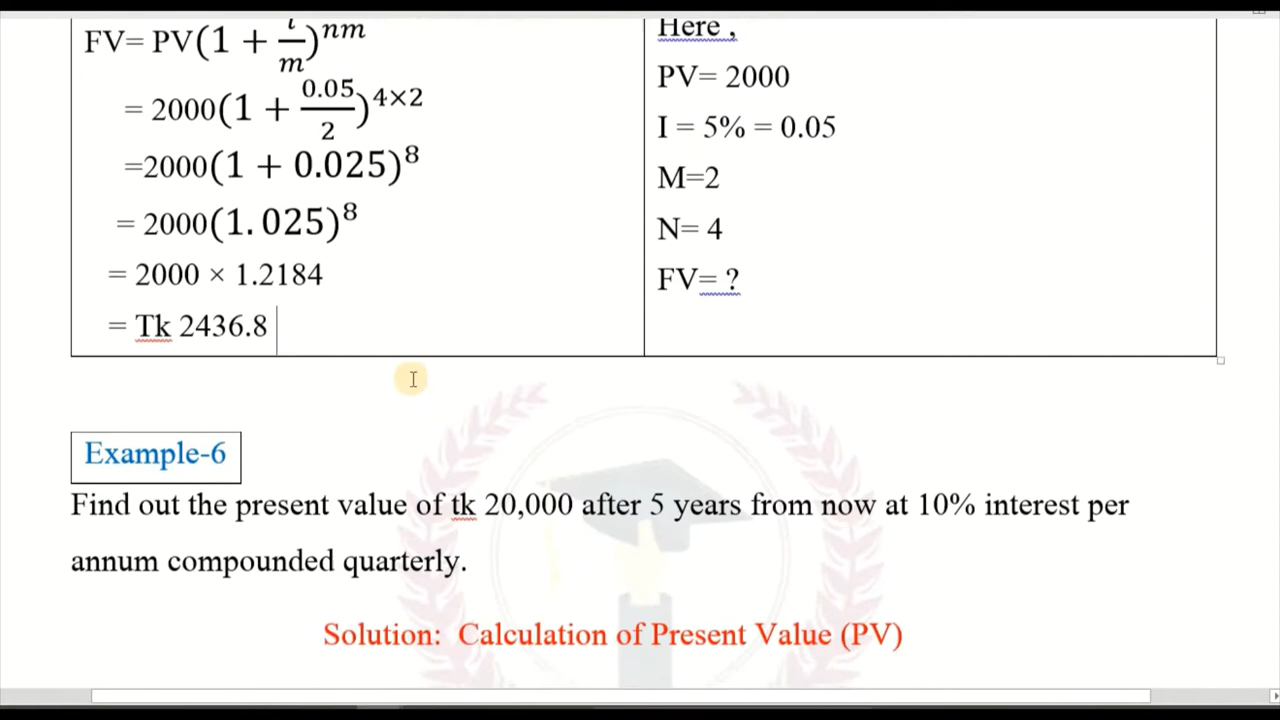 FV= PV(1 + i/m)^nm
= 2000(1 + 0.05/2)^4×2
=2000(1 + 0.025)^8
= 2000(1.025)^8
= 2000 × 1.2184
= Tk 2436.8
Here ,
PV= 2000
I = 5% = 0.05
M=2
N= 4
FV= ?
Example-6
Find out the present value of tk 20,000 after 5 years from now at 10% interest per
annum compounded quarterly.
Solution: Calculation of Present Value (PV)